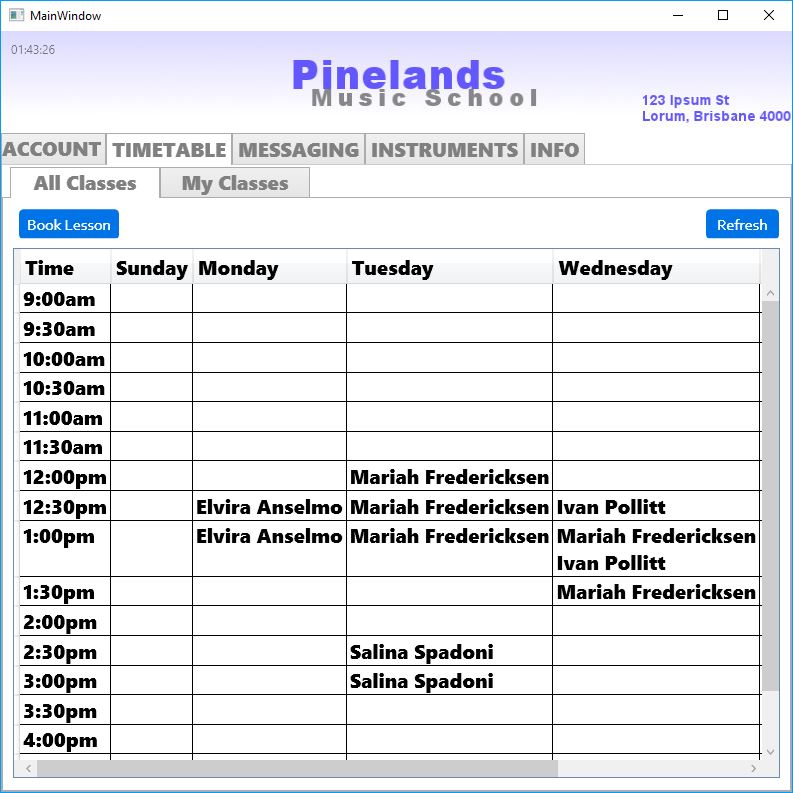 MainWindow
01:43:26
Pinelands
Music School
123 Ipsum St
Lorum, Brisbane 4000
ACCOUNT TIMETABLE MESSAGING INSTRUMENTS INFO
All Classes My Classes
Book Lesson Refresh
Time Sunday Monday Tuesday Wednesday
9:00am
9:30am
10:00am
10:30am
11:00am
11:30am
12:00pm Mariah Fredericksen
12:30pm Elvira Anselmo Mariah Fredericksen Ivan Pollitt
1:00pm Elvira Anselmo Mariah Fredericksen Mariah Fredericksen
Ivan Pollitt
1:30pm Mariah Fredericksen
2:00pm
2:30pm Salina Spadoni
3:00pm Salina Spadoni
3:30pm
4:00pm